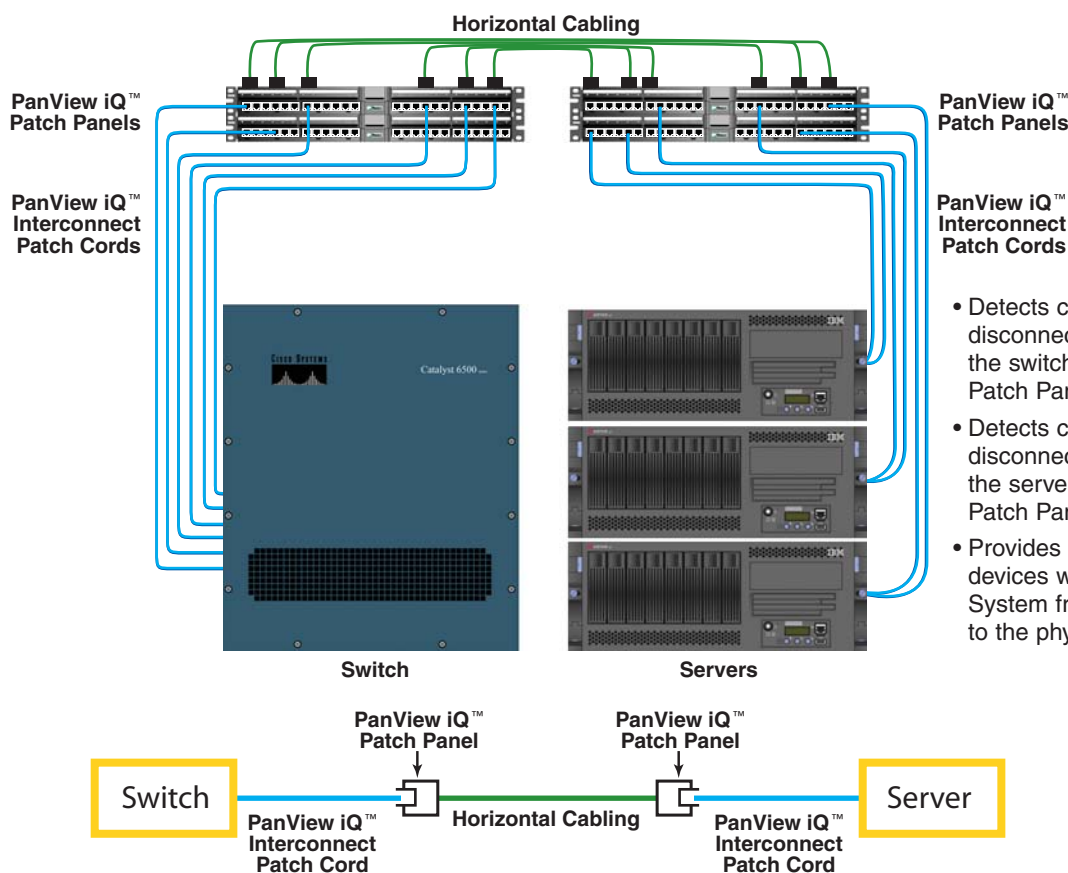 Horizontal Cabling
PanView iQ™
Patch Panels
PanView iQ™
Patch Panels
PanView iQ™
Interconnect
Patch Cords
PanView iQ™
Interconnect
Patch Cords
• Detects c
disconnec
the switch
Patch Pan
• Detects c
disconnec
the serve
Patch Pan
• Provides
devices w
System fr
to the phy
CISCO SYSTEMS
Catalyst 6500
IBM
IBM
IBM
Switch
Servers
PanView iQ™
Patch Panel
PanView iQ™
Patch Panel
Switch
Server
Horizontal Cabling
PanView iQ™
Interconnect
Patch Cord
PanView iQ™
Interconnect
Patch Cord